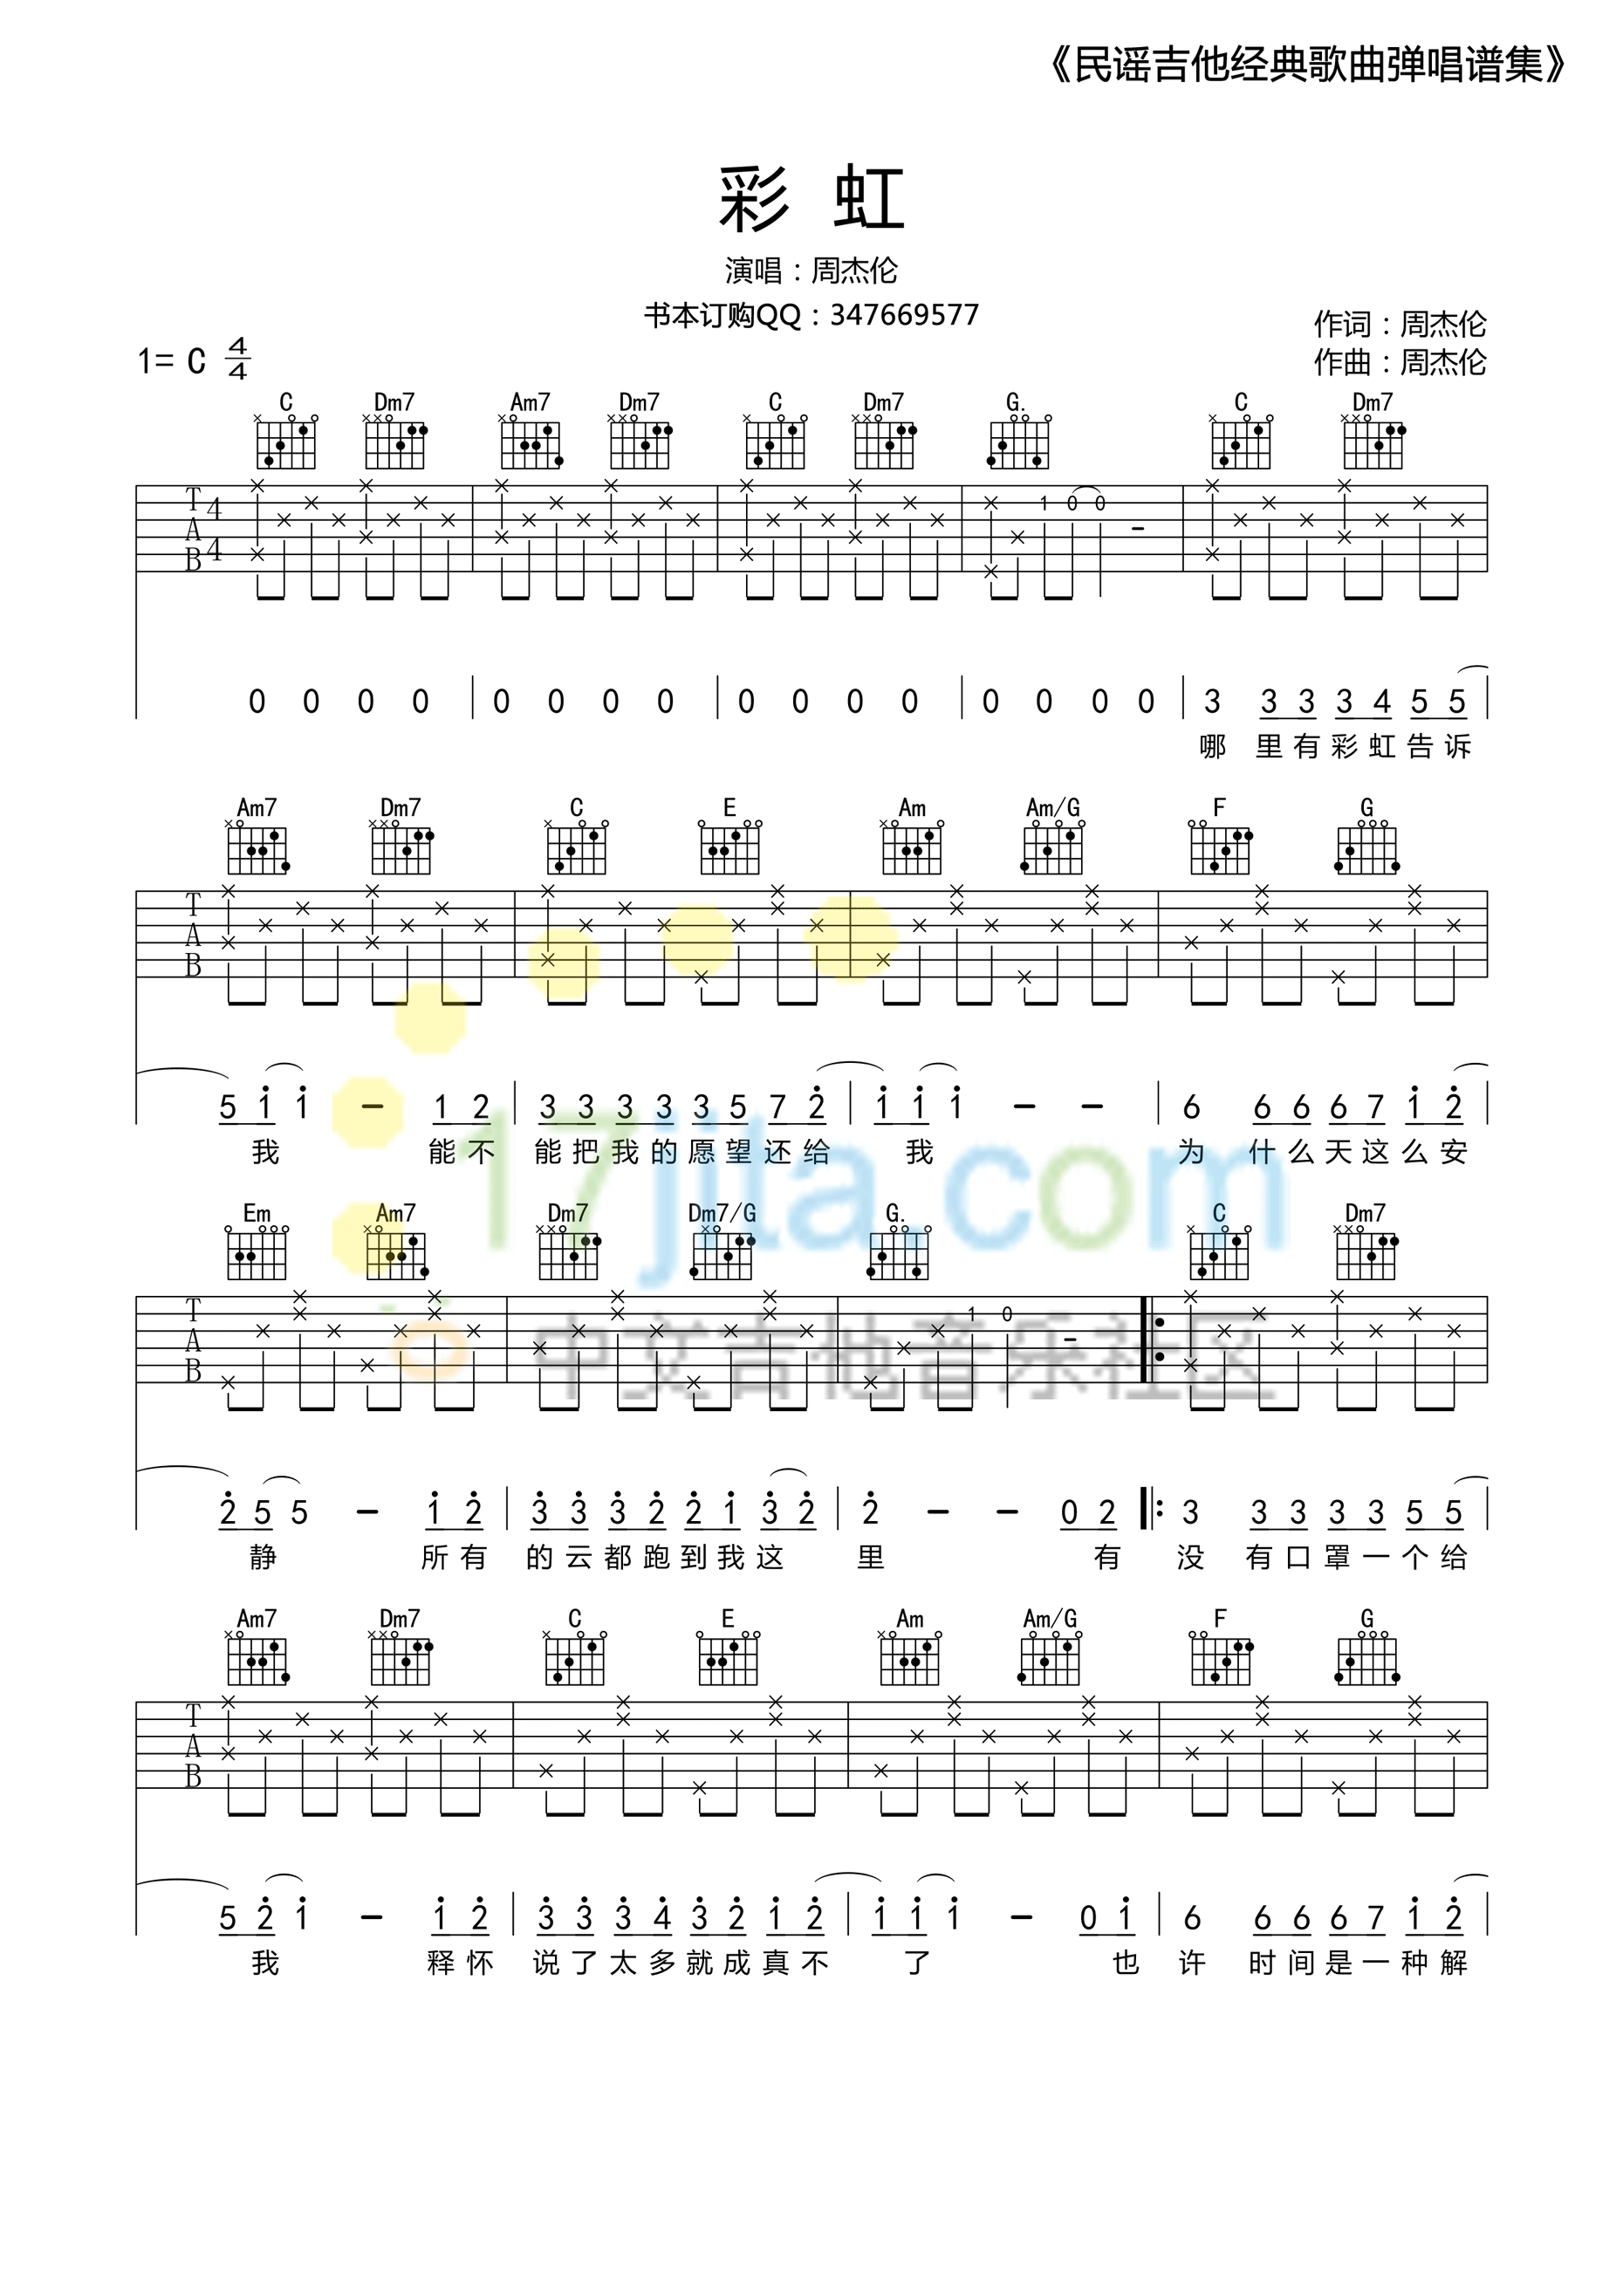 《民谣吉他经典歌曲弹唱谱集》
彩 虹
演唱：周杰伦
书本订购QQ：347669577
作词：周杰伦
1= C 4/4
作曲：周杰伦
C Dm7 Am7 Dm7 C Dm7 G. C Dm7
T A B 4 4 1 0 0 -
0 0 0 0 | 0 0 0 0 | 0 0 0 0 | 0 0 0 0 | 3 3 3 3 4 5 5 |
哪 里有彩虹告诉
Am7 Dm7 C E Am Am/G F G
T A B
5 1 1 - 1 2 | 3 3 3 3 3 5 7 2 | 1 1 1 - - | 6 6 6 6 7 1 2 |
我 能不 能把我的愿望还给 我 为 什么天这么安
17jita.com
Em Am7 Dm7 Dm7/G G. C Dm7
T A B 1 0 -
中文吉他音乐社区
2 5 5 - 1 2 | 3 3 3 2 2 1 3 2 | 2 - - 0 2 |: 3 3 3 3 3 5 5 |
静 所有 的云都跑到我这 里 有 没 有口罩一个给
Am7 Dm7 C E Am Am/G F G
T A B
5 2 1 - 1 2 | 3 3 3 4 3 2 1 2 | 1 1 1 - 0 1 | 6 6 6 6 7 1 2 |
我 释怀 说了太多就成真不 了 也 许 时间是一种解